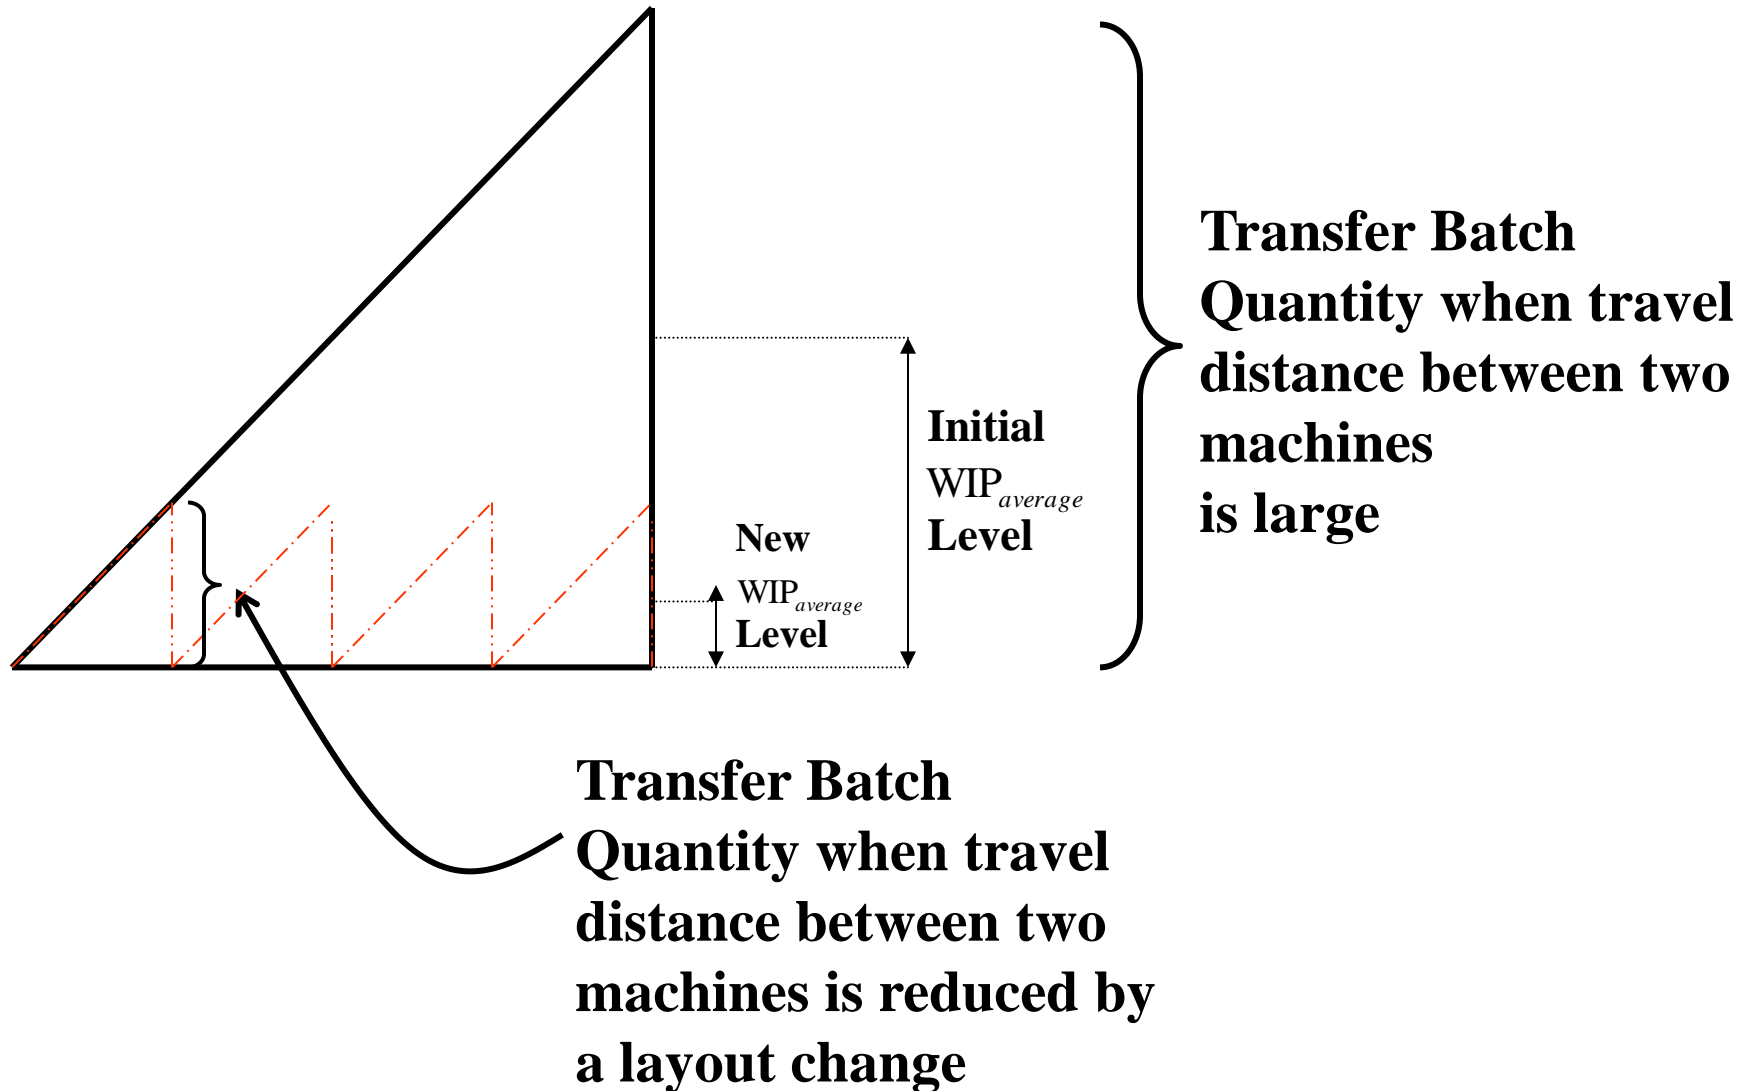 Transfer Batch
Quantity when travel
distance between two
machines
is large
Initial
WIPaverage
Level
New
WIPaverage
Level
Transfer Batch
Quantity when travel
distance between two
machines is reduced by
a layout change